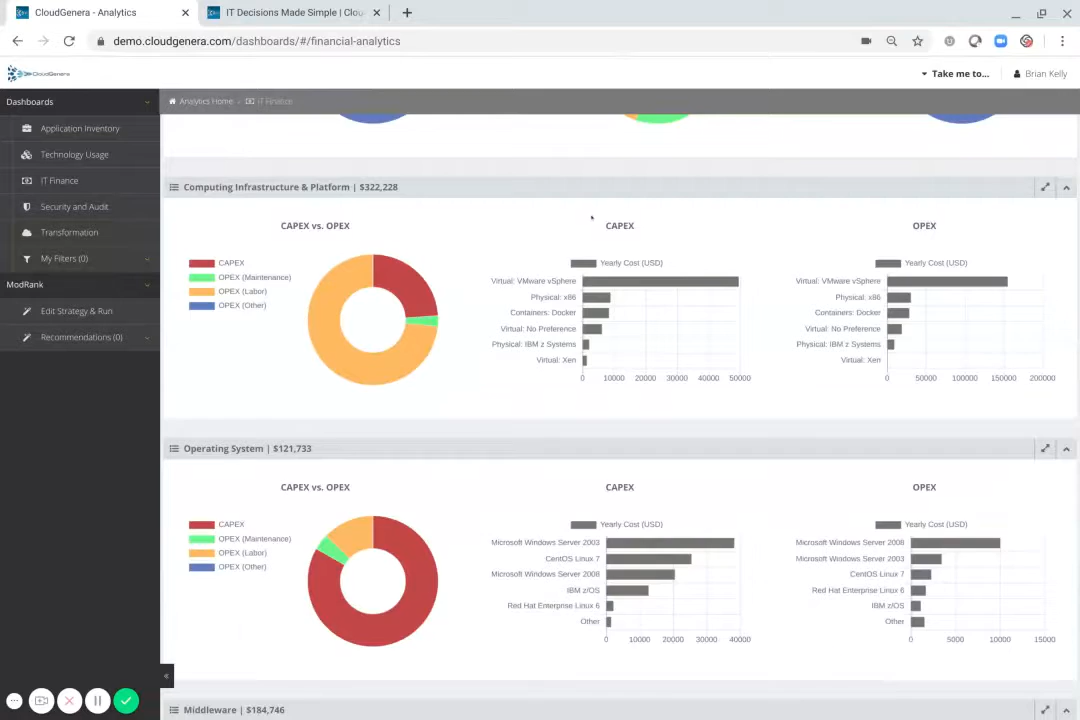 CloudGenera - Analytics
IT Decisions Made Simple | Clou
demo.cloudgenera.com/dashboards/#/financial-analytics
CloudGenera
Take me to...
Brian Kelly
Dashboards
Analytics Home
IT Finance
Application Inventory
Technology Usage
IT Finance
Security and Audit
Transformation
My Filters (0)
ModRank
Edit Strategy & Run
Recommendations (0)
Computing Infrastructure & Platform | $322,228
CAPEX vs. OPEX
CAPEX
OPEX (Maintenance)
OPEX (Labor)
OPEX (Other)
CAPEX
Yearly Cost (USD)
Virtual: VMware vSphere
Physical: x86
Containers: Docker
Virtual: No Preference
Physical: IBM z Systems
Virtual: Xen
0 10000 20000 30000 40000 50000
OPEX
Yearly Cost (USD)
Virtual: VMware vSphere
Physical: x86
Containers: Docker
Virtual: No Preference
Physical: IBM z Systems
Virtual: Xen
0 50000 100000 150000 200000
Operating System | $121,733
CAPEX vs. OPEX
CAPEX
OPEX (Maintenance)
OPEX (Labor)
OPEX (Other)
CAPEX
Yearly Cost (USD)
Microsoft Windows Server 2003
CentOS Linux 7
Microsoft Windows Server 2008
IBM z/OS
Red Hat Enterprise Linux 6
Other
0 10000 20000 30000 40000
OPEX
Yearly Cost (USD)
Microsoft Windows Server 2008
Microsoft Windows Server 2003
CentOS Linux 7
Red Hat Enterprise Linux 6
IBM z/OS
Other
0 5000 10000 15000
Middleware | $184,746